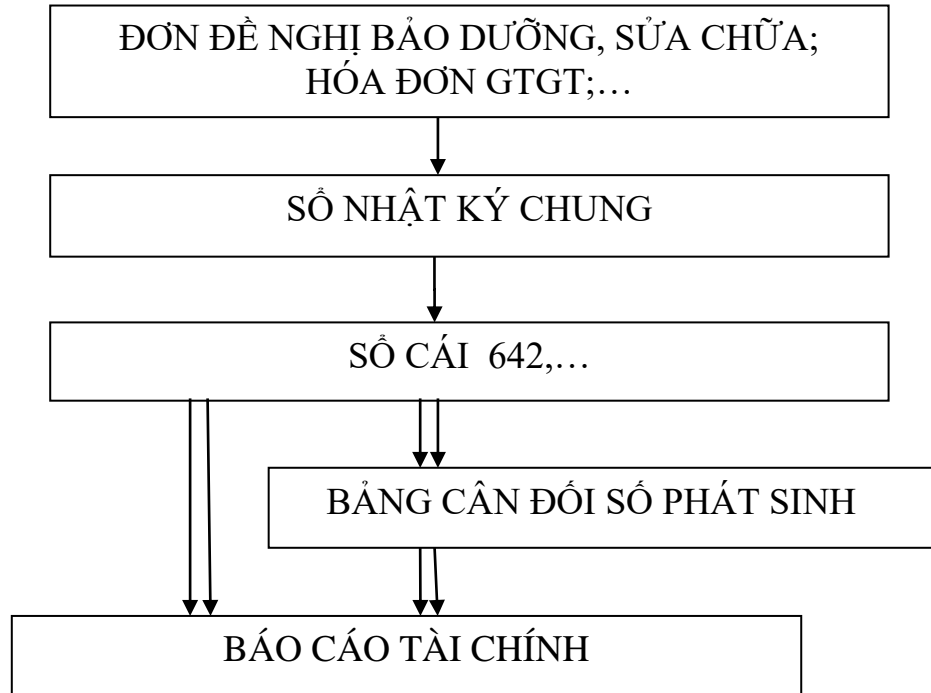 ĐƠN ĐỀ NGHỊ BẢO DƯỠNG, SỬA CHỮA;
HÓA ĐƠN GTGT;…
SỔ NHẬT KÝ CHUNG
SỔ CÁI 642,…
BẢNG CÂN ĐỐI SỐ PHÁT SINH
BÁO CÁO TÀI CHÍNH